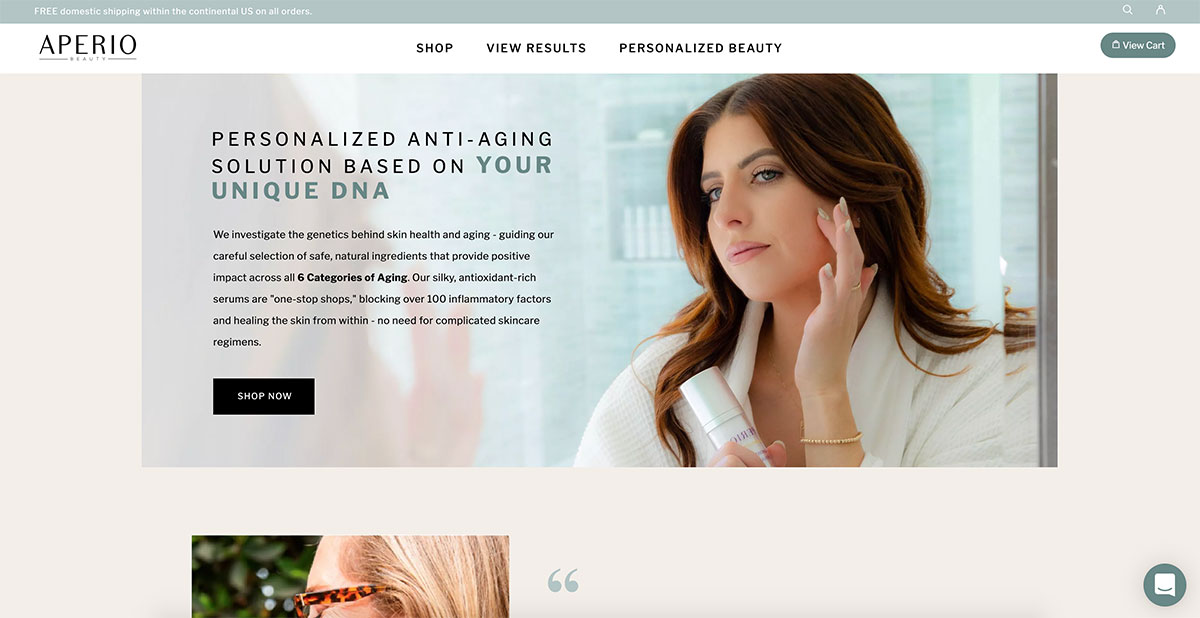 FREE domestic shipping within the continental US on all orders.
APERIO
BEAUTY
SHOP
VIEW RESULTS
PERSONALIZED BEAUTY
View Cart
PERSONALIZED ANTI-AGING
SOLUTION BASED ON YOUR
UNIQUE DNA
We investigate the genetics behind skin health and aging - guiding our
careful selection of safe, natural ingredients that provide positive
impact across all 6 Categories of Aging. Our silky, antioxidant-rich
serums are "one-stop shops," blocking over 100 inflammatory factors
and healing the skin from within - no need for complicated skincare
regimens.
SHOP NOW
“